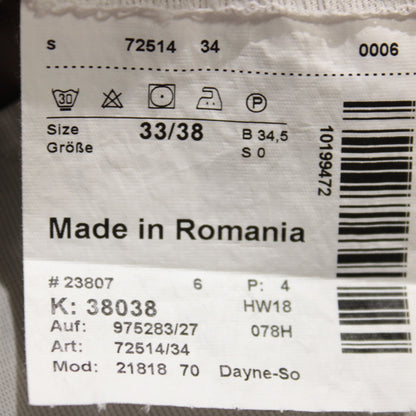 S 72514 34 0006
30 P
Size 33/38 B 34,5
Größe S 0
10199472
Made in Romania
# 23807 6 P: 4
K: 38038 HW18
Auf: 975283/27 078H
Art: 72514/34
Mod: 21818 70 Dayne-So